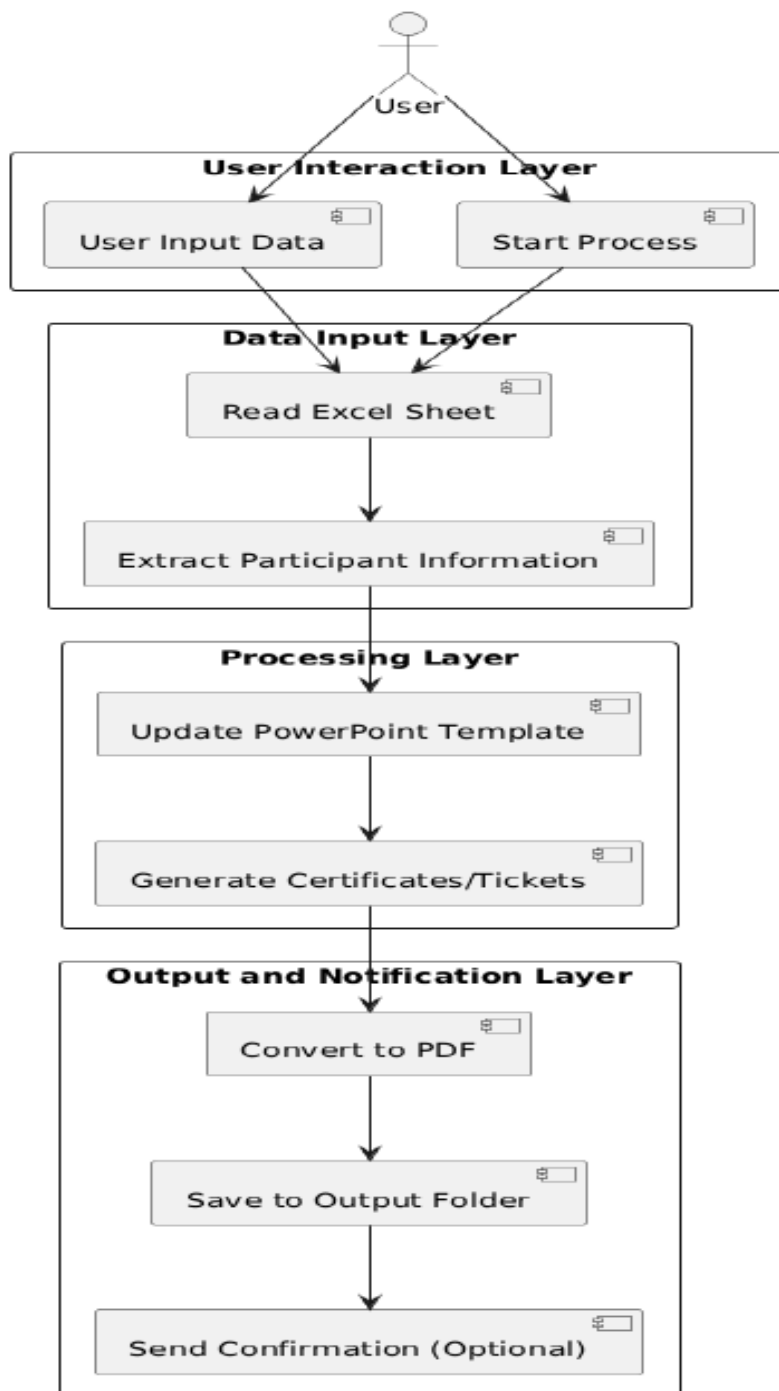 User
User Interaction Layer
User Input Data
Start Process
Data Input Layer
Read Excel Sheet
Extract Participant Information
Processing Layer
Update PowerPoint Template
Generate Certificates/Tickets
Output and Notification Layer
Convert to PDF
Save to Output Folder
Send Confirmation (Optional)